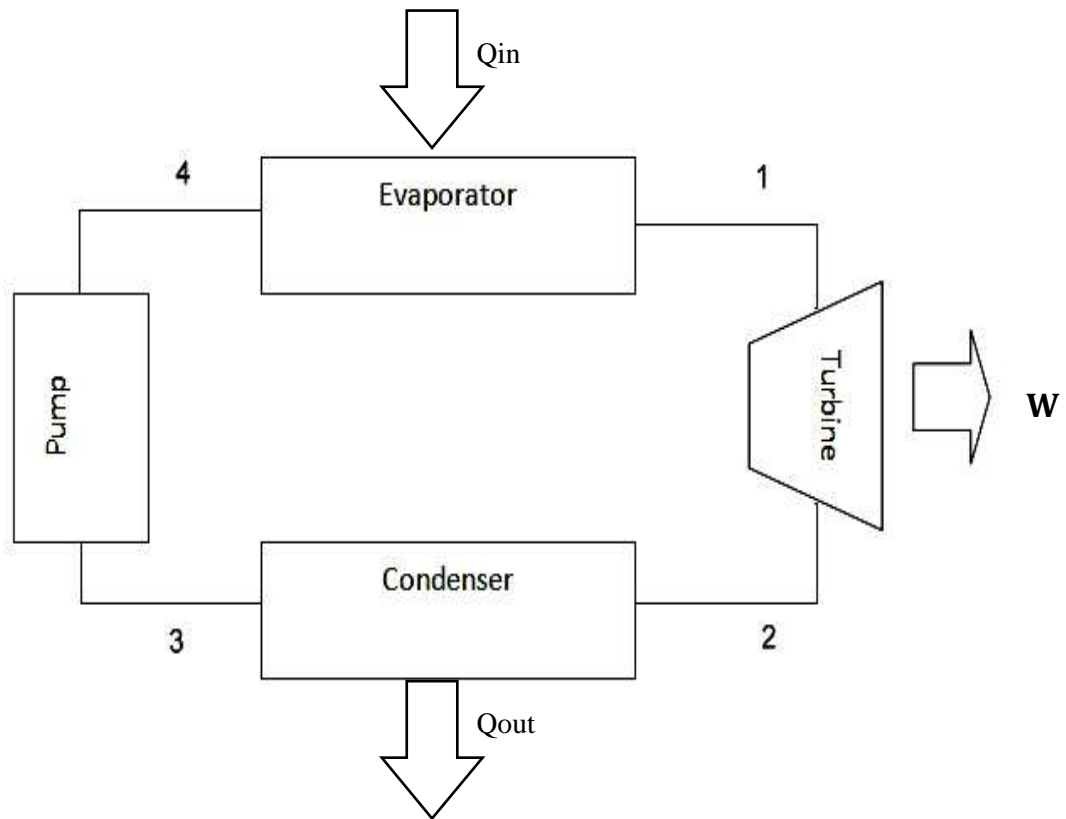 Qin
4
Evaporator
1
Pump
Turbine
W
Condenser
3
2
Qout